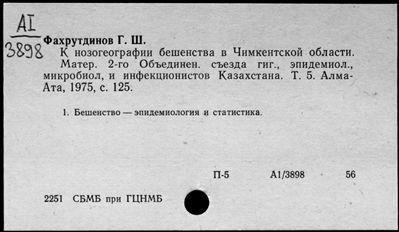 AI
3898
Фахрутдинов Г. Ш.
К нозогеографии бешенства в Чимкентской области.
Матер. 2-го Объединен. съезда гиг., эпидемиол.,
микробиол, и инфекционистов Казахстана. Т. 5. Алма-
Ата, 1975, с. 125.
1. Бешенство — эпидемиология и статистика.
П-5 А1/3898 56
2251 СБМБ при ГЦНМБ